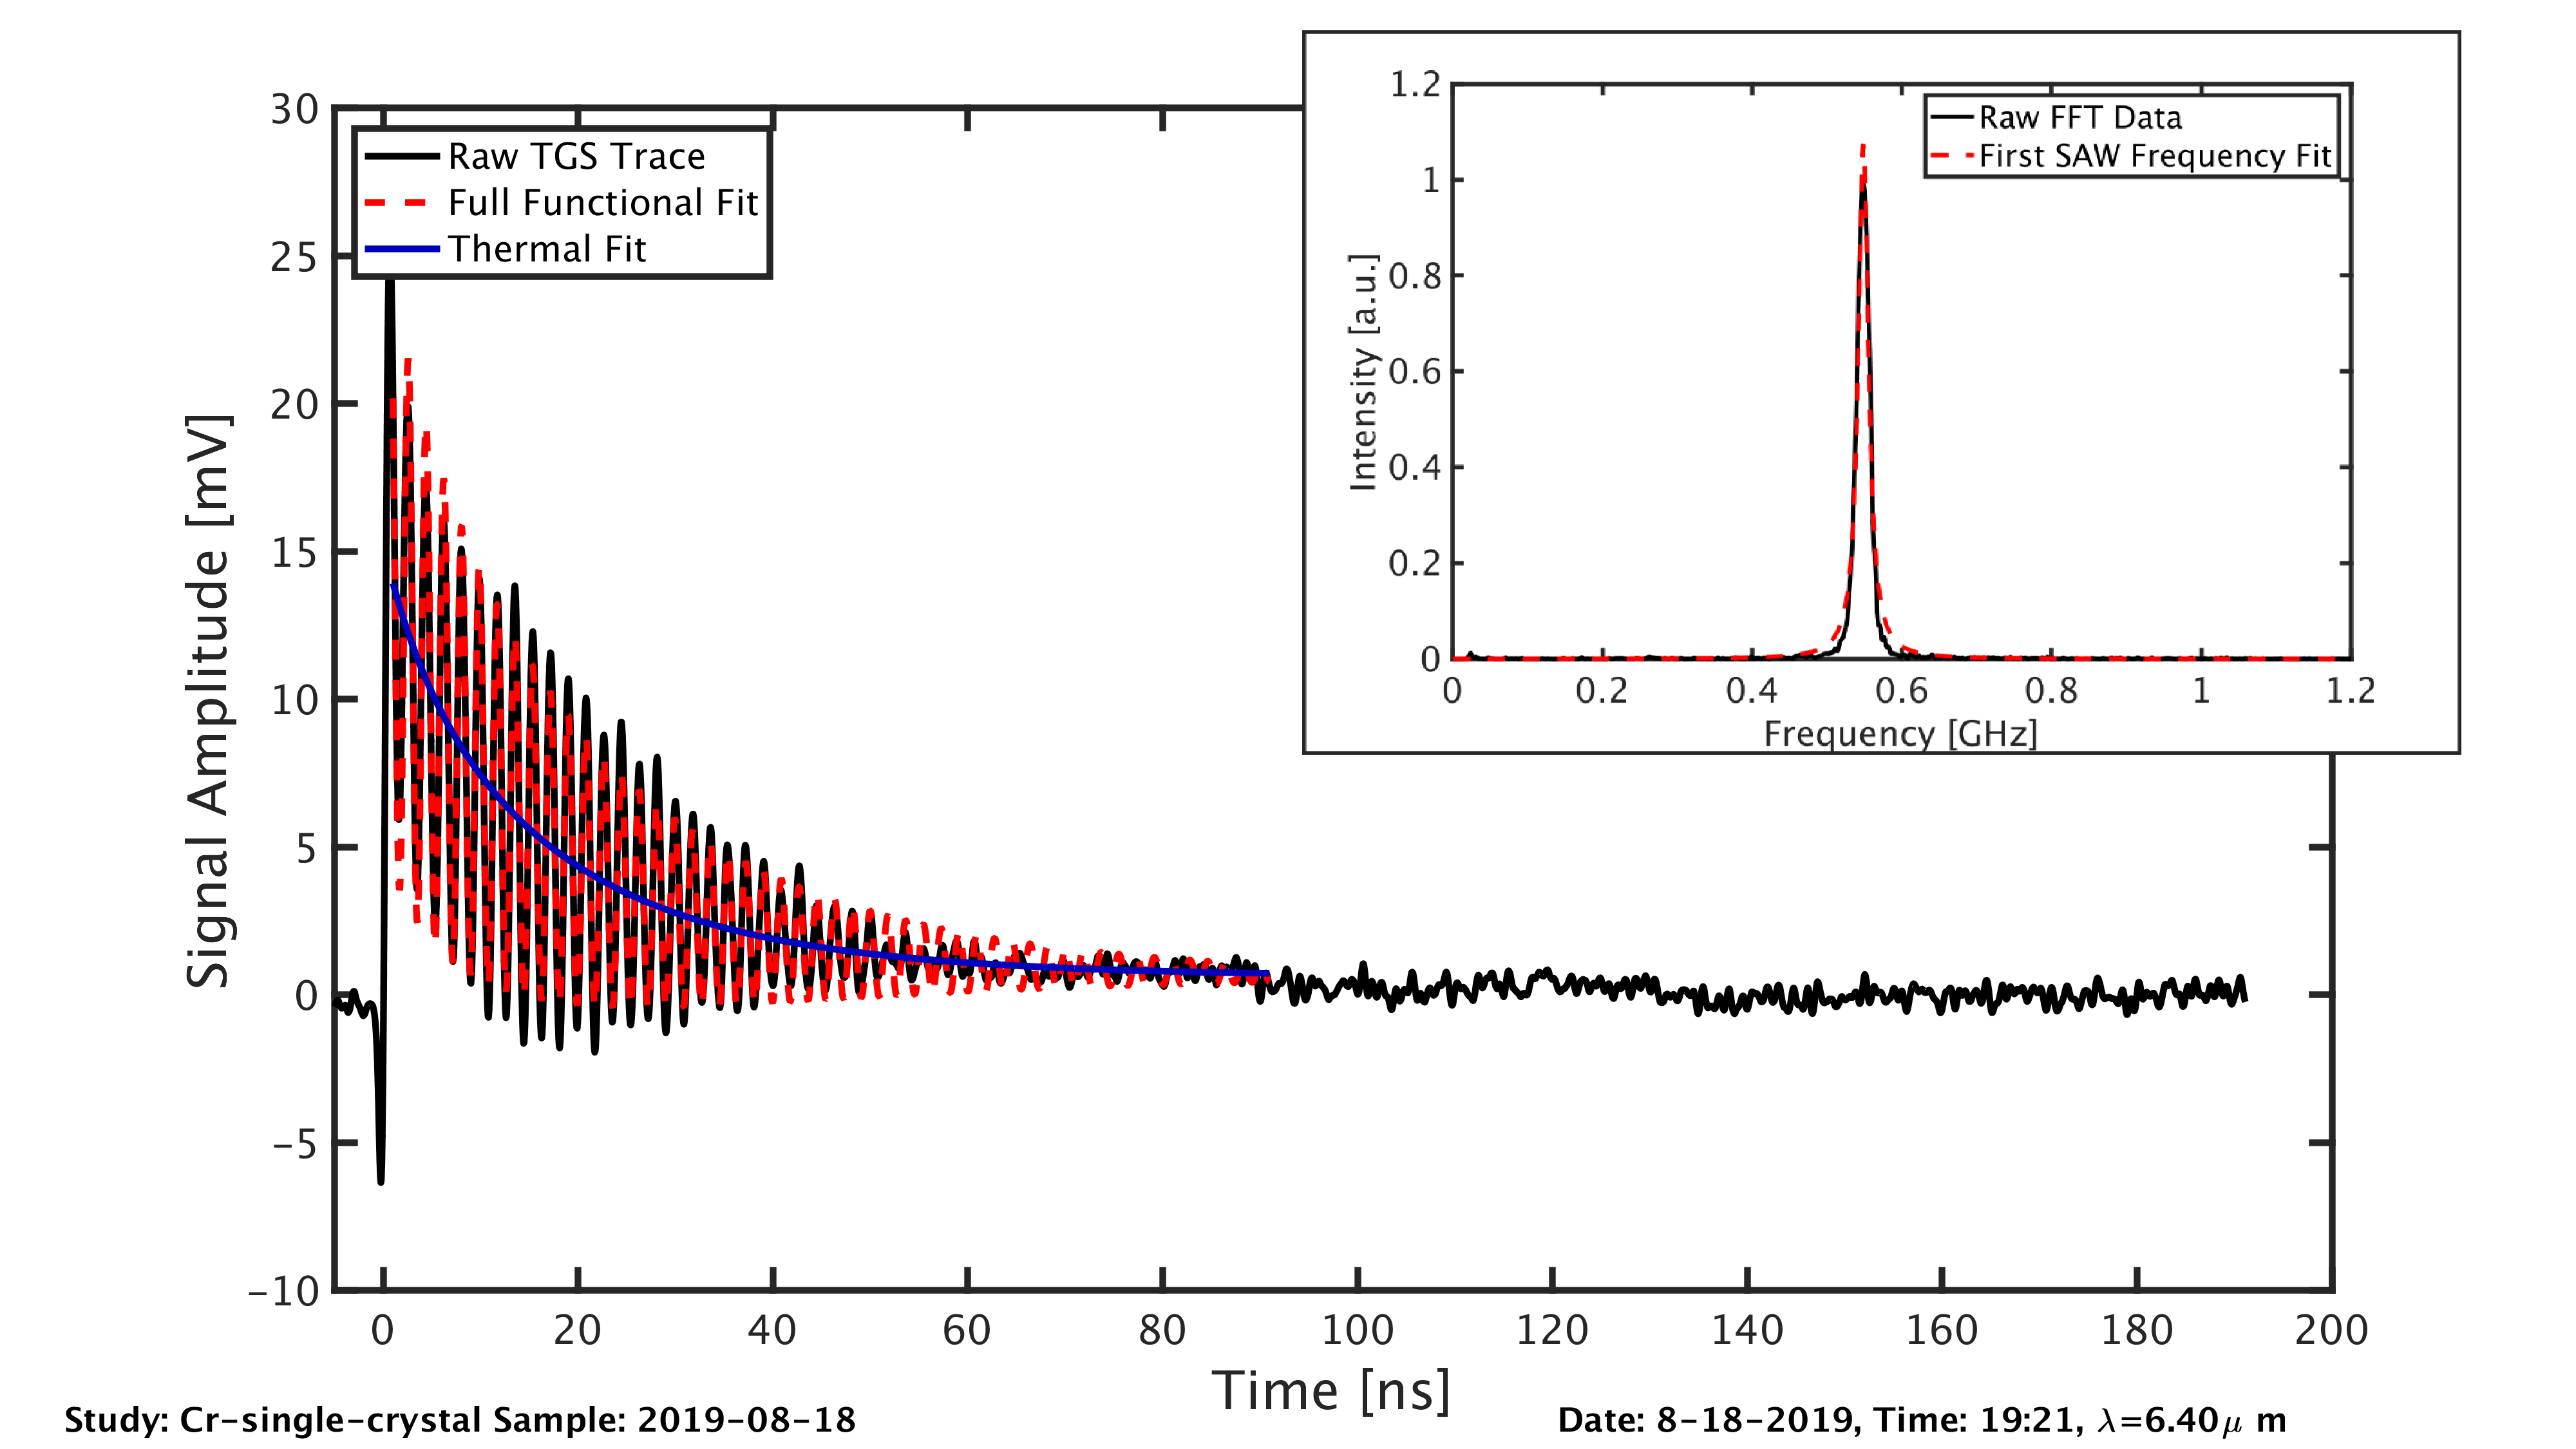 30
25
20
15
10
5
0
−5
−10
Signal Amplitude [mV]
Raw TGS Trace
Full Functional Fit
Thermal Fit
0 20 40 60 80 100 120 140 160 180 200
Time [ns]
1.2
1
0.8
0.6
0.4
0.2
0
Intensity [a.u.]
Raw FFT Data
First SAW Frequency Fit
0 0.2 0.4 0.6 0.8 1 1.2
Frequency [GHz]
Study: Cr-single-crystal Sample: 2019-08-18
Date: 8-18-2019, Time: 19:21, λ=6.40μ m